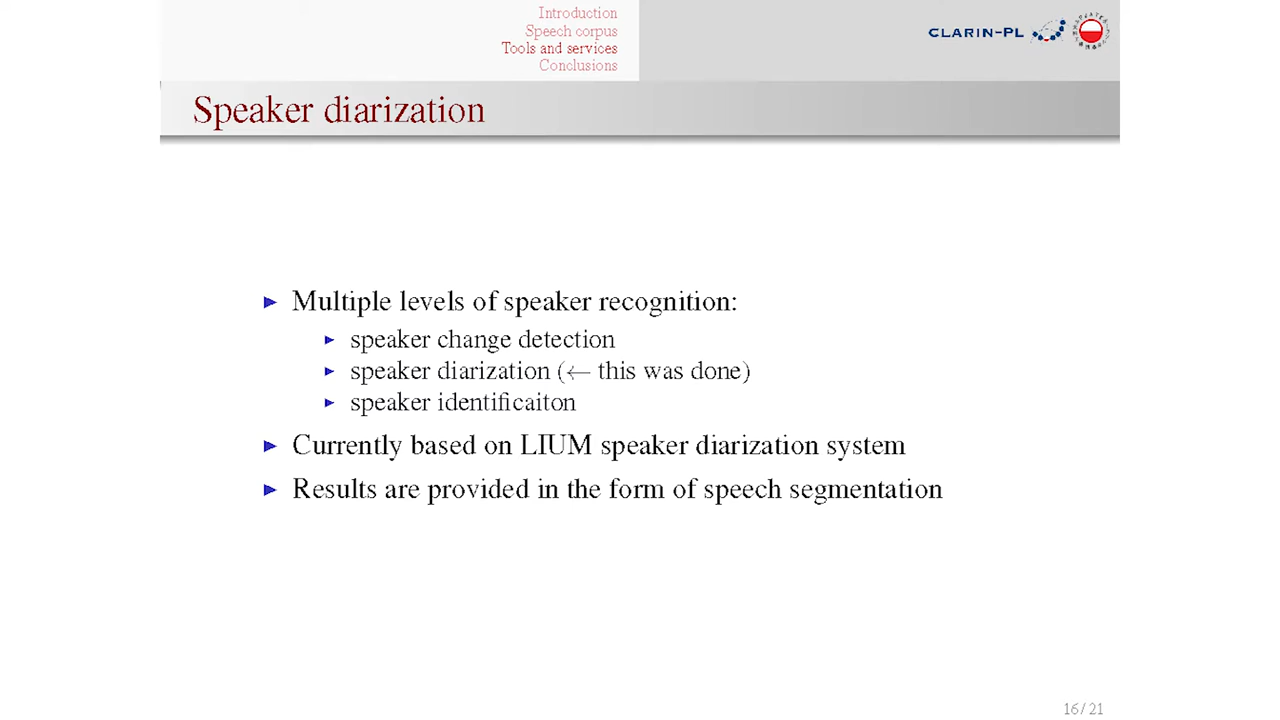 Introduction
Speech corpus
Tools and services
Conclusions
CLARIN-PL
Speaker diarization
Multiple levels of speaker recognition:
speaker change detection
speaker diarization (← this was done)
speaker identificaiton
Currently based on LIUM speaker diarization system
Results are provided in the form of speech segmentation
16/21